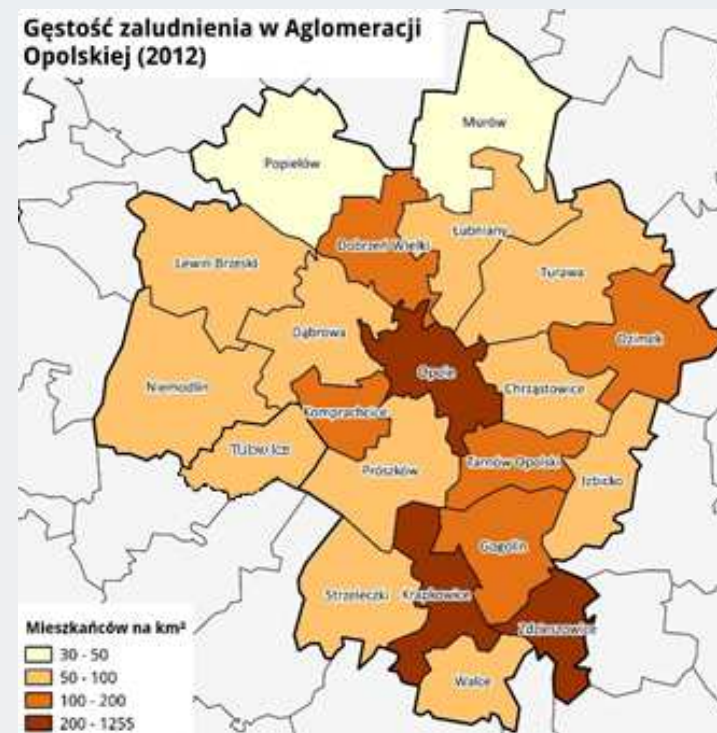 Gęstość zaludnienia w Aglomeracji
Opolskiej (2012)
Murów
Popielów
Łubniany
Dobrzeń Wielki
Lewin Brzeski
Turawa
Dąbrowa
Ozimek
Opole
Niemodlin
Chrząstowice
Komprachcice
Tułowice
Prószków
Tarnów Opolski
Izbicko
Gogolin
Strzeleczki
Krapkowice
Zdzieszowice
Walce
Mieszkańców na km²
30 - 50
50 - 100
100 - 200
200 - 1255